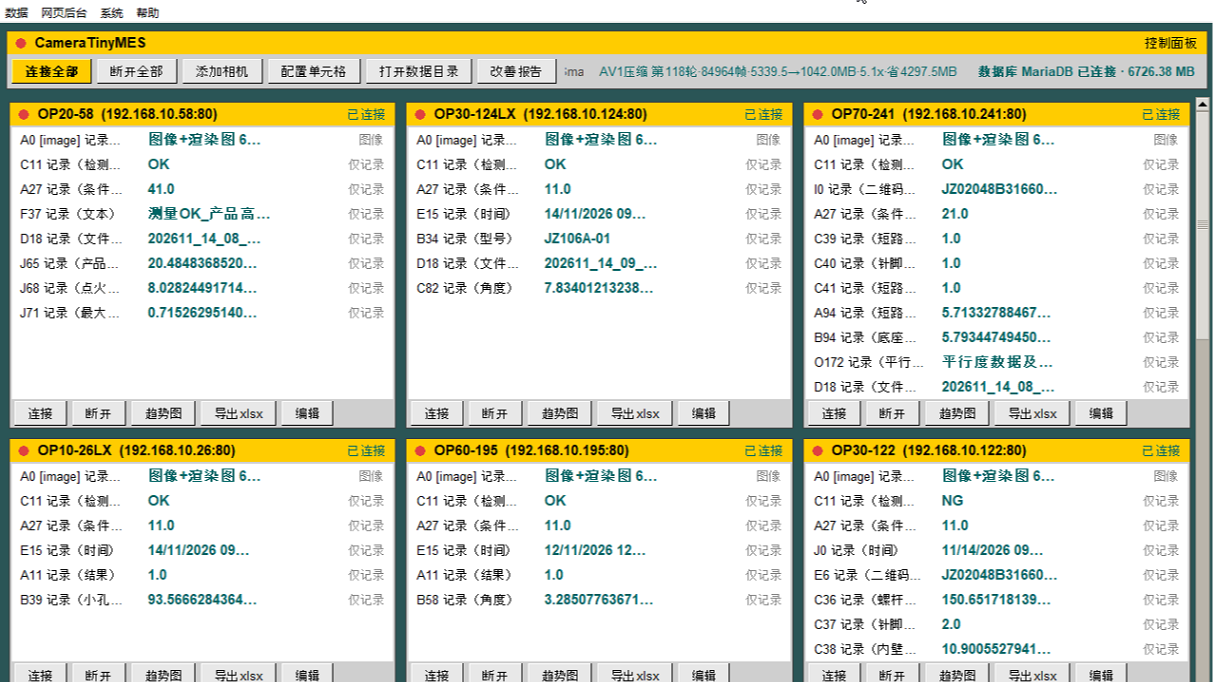 数据 网页后台 系统 帮助
CameraTinyMES 控制面板
连接全部 断开全部 添加相机 配置单元格 打开数据目录 改善报告 ima AV1压缩 第118轮·84964帧·5339.5→1042.0MB·5.1x·省4297.5MB 数据库 MariaDB 已连接 · 6726.38 MB
OP20-58 (192.168.10.58:80) 已连接
A0 [image] 记录... 图像+渲染图 6... 图像
C11 记录（检测... OK 仅记录
A27 记录（条件... 41.0 仅记录
F37 记录（文本） 测量OK_产品高... 仅记录
D18 记录（文件... 202611_14_08_... 仅记录
J65 记录（产品... 20.4848368520... 仅记录
J68 记录（点火... 8.02824491714... 仅记录
J71 记录（最大... 0.71526295140... 仅记录
连接 断开 趋势图 导出xlsx 编辑
OP30-124LX (192.168.10.124:80) 已连接
A0 [image] 记录... 图像+渲染图 6... 图像
C11 记录（检测... OK 仅记录
A27 记录（条件... 11.0 仅记录
E15 记录（时间） 14/11/2026 09... 仅记录
B34 记录（型号） JZ106A-01 仅记录
D18 记录（文件... 202611_14_09_... 仅记录
C82 记录（角度） 7.83401213238... 仅记录
连接 断开 趋势图 导出xlsx 编辑
OP70-241 (192.168.10.241:80) 已连接
A0 [image] 记录... 图像+渲染图 6... 图像
C11 记录（检测... OK 仅记录
I0 记录（二维码... JZ02048B31660... 仅记录
A27 记录（条件... 21.0 仅记录
C39 记录（短路... 1.0 仅记录
C40 记录（针脚... 1.0 仅记录
C41 记录（短路... 1.0 仅记录
A94 记录（短路... 5.71332788467... 仅记录
B94 记录（底座... 5.79344749450... 仅记录
O172 记录（平行... 平行度数据及... 仅记录
D18 记录（文件... 202611_14_08_... 仅记录
连接 断开 趋势图 导出xlsx 编辑
OP10-26LX (192.168.10.26:80) 已连接
A0 [image] 记录... 图像+渲染图 6... 图像
C11 记录（检测... OK 仅记录
A27 记录（条件... 11.0 仅记录
E15 记录（时间） 14/11/2026 09... 仅记录
A11 记录（结果） 1.0 仅记录
B39 记录（小孔... 93.5666284364... 仅记录
连接 断开 趋势图 导出xlsx 编辑
OP60-195 (192.168.10.195:80) 已连接
A0 [image] 记录... 图像+渲染图 6... 图像
C11 记录（检测... OK 仅记录
A27 记录（条件... 11.0 仅记录
E15 记录（时间） 12/11/2026 12... 仅记录
A11 记录（结果） 1.0 仅记录
B58 记录（角度） 3.28507763671... 仅记录
连接 断开 趋势图 导出xlsx 编辑
OP30-122 (192.168.10.122:80) 已连接
A0 [image] 记录... 图像+渲染图 6... 图像
C11 记录（检测... NG 仅记录
A27 记录（条件... 11.0 仅记录
J0 记录（时间） 11/14/2026 09... 仅记录
E6 记录（二维码... JZ02048B31660... 仅记录
C36 记录（螺杆... 150.651718139... 仅记录
C37 记录（针脚... 2.0 仅记录
C38 记录（内壁... 10.9005527941... 仅记录
连接 断开 趋势图 导出xlsx 编辑